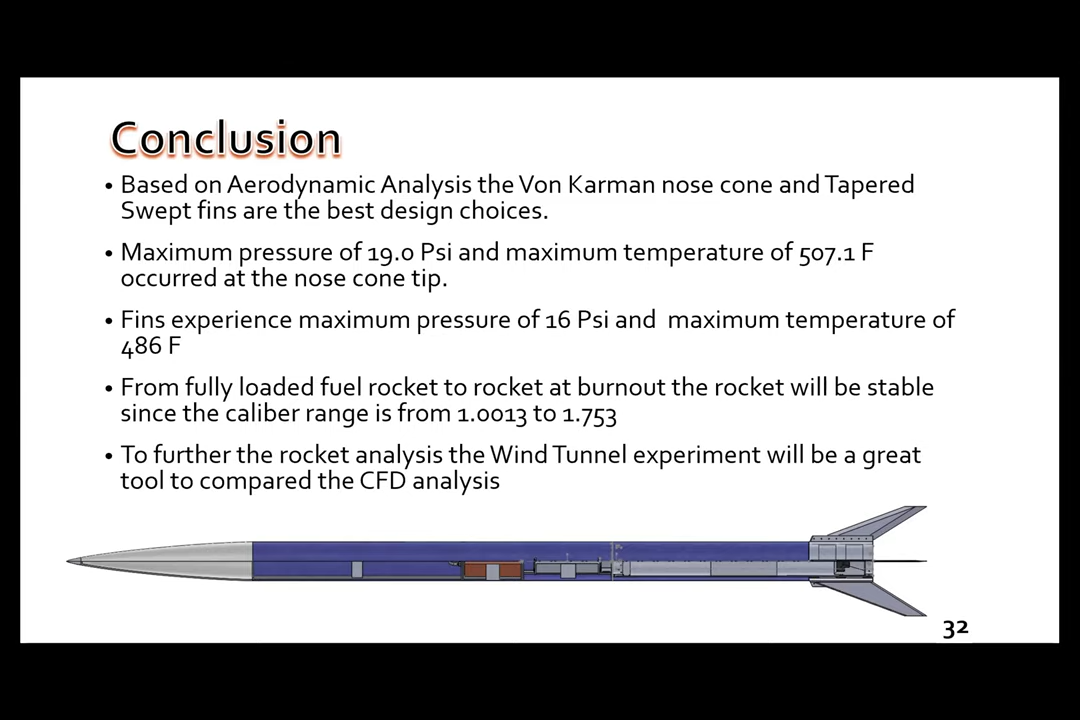 Conclusion
• Based on Aerodynamic Analysis the Von Karman nose cone and Tapered
Swept fins are the best design choices.
• Maximum pressure of 19.0 Psi and maximum temperature of 507.1 F
occurred at the nose cone tip.
• Fins experience maximum pressure of 16 Psi and  maximum temperature of
486 F
• From fully loaded fuel rocket to rocket at burnout the rocket will be stable
since the caliber range is from 1.0013 to 1.753
• To further the rocket analysis the Wind Tunnel experiment will be a great
tool to compared the CFD analysis
32